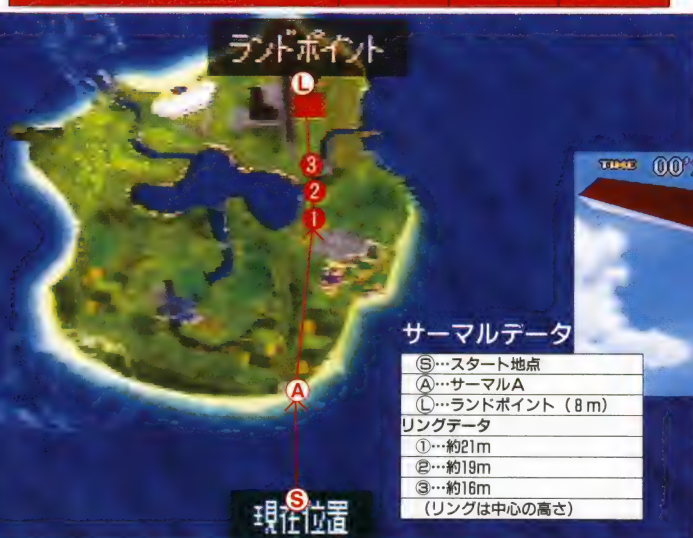 ランドポイント
L
3
2
1
A
S
現在位置
TIME 00'
サーマルデータ
Ⓢ…スタート地点
Ⓐ…サーマルA
Ⓛ…ランドポイント(8m)
リングデータ
①…約21m
②…約19m
③…約16m
(リングは中心の高さ)